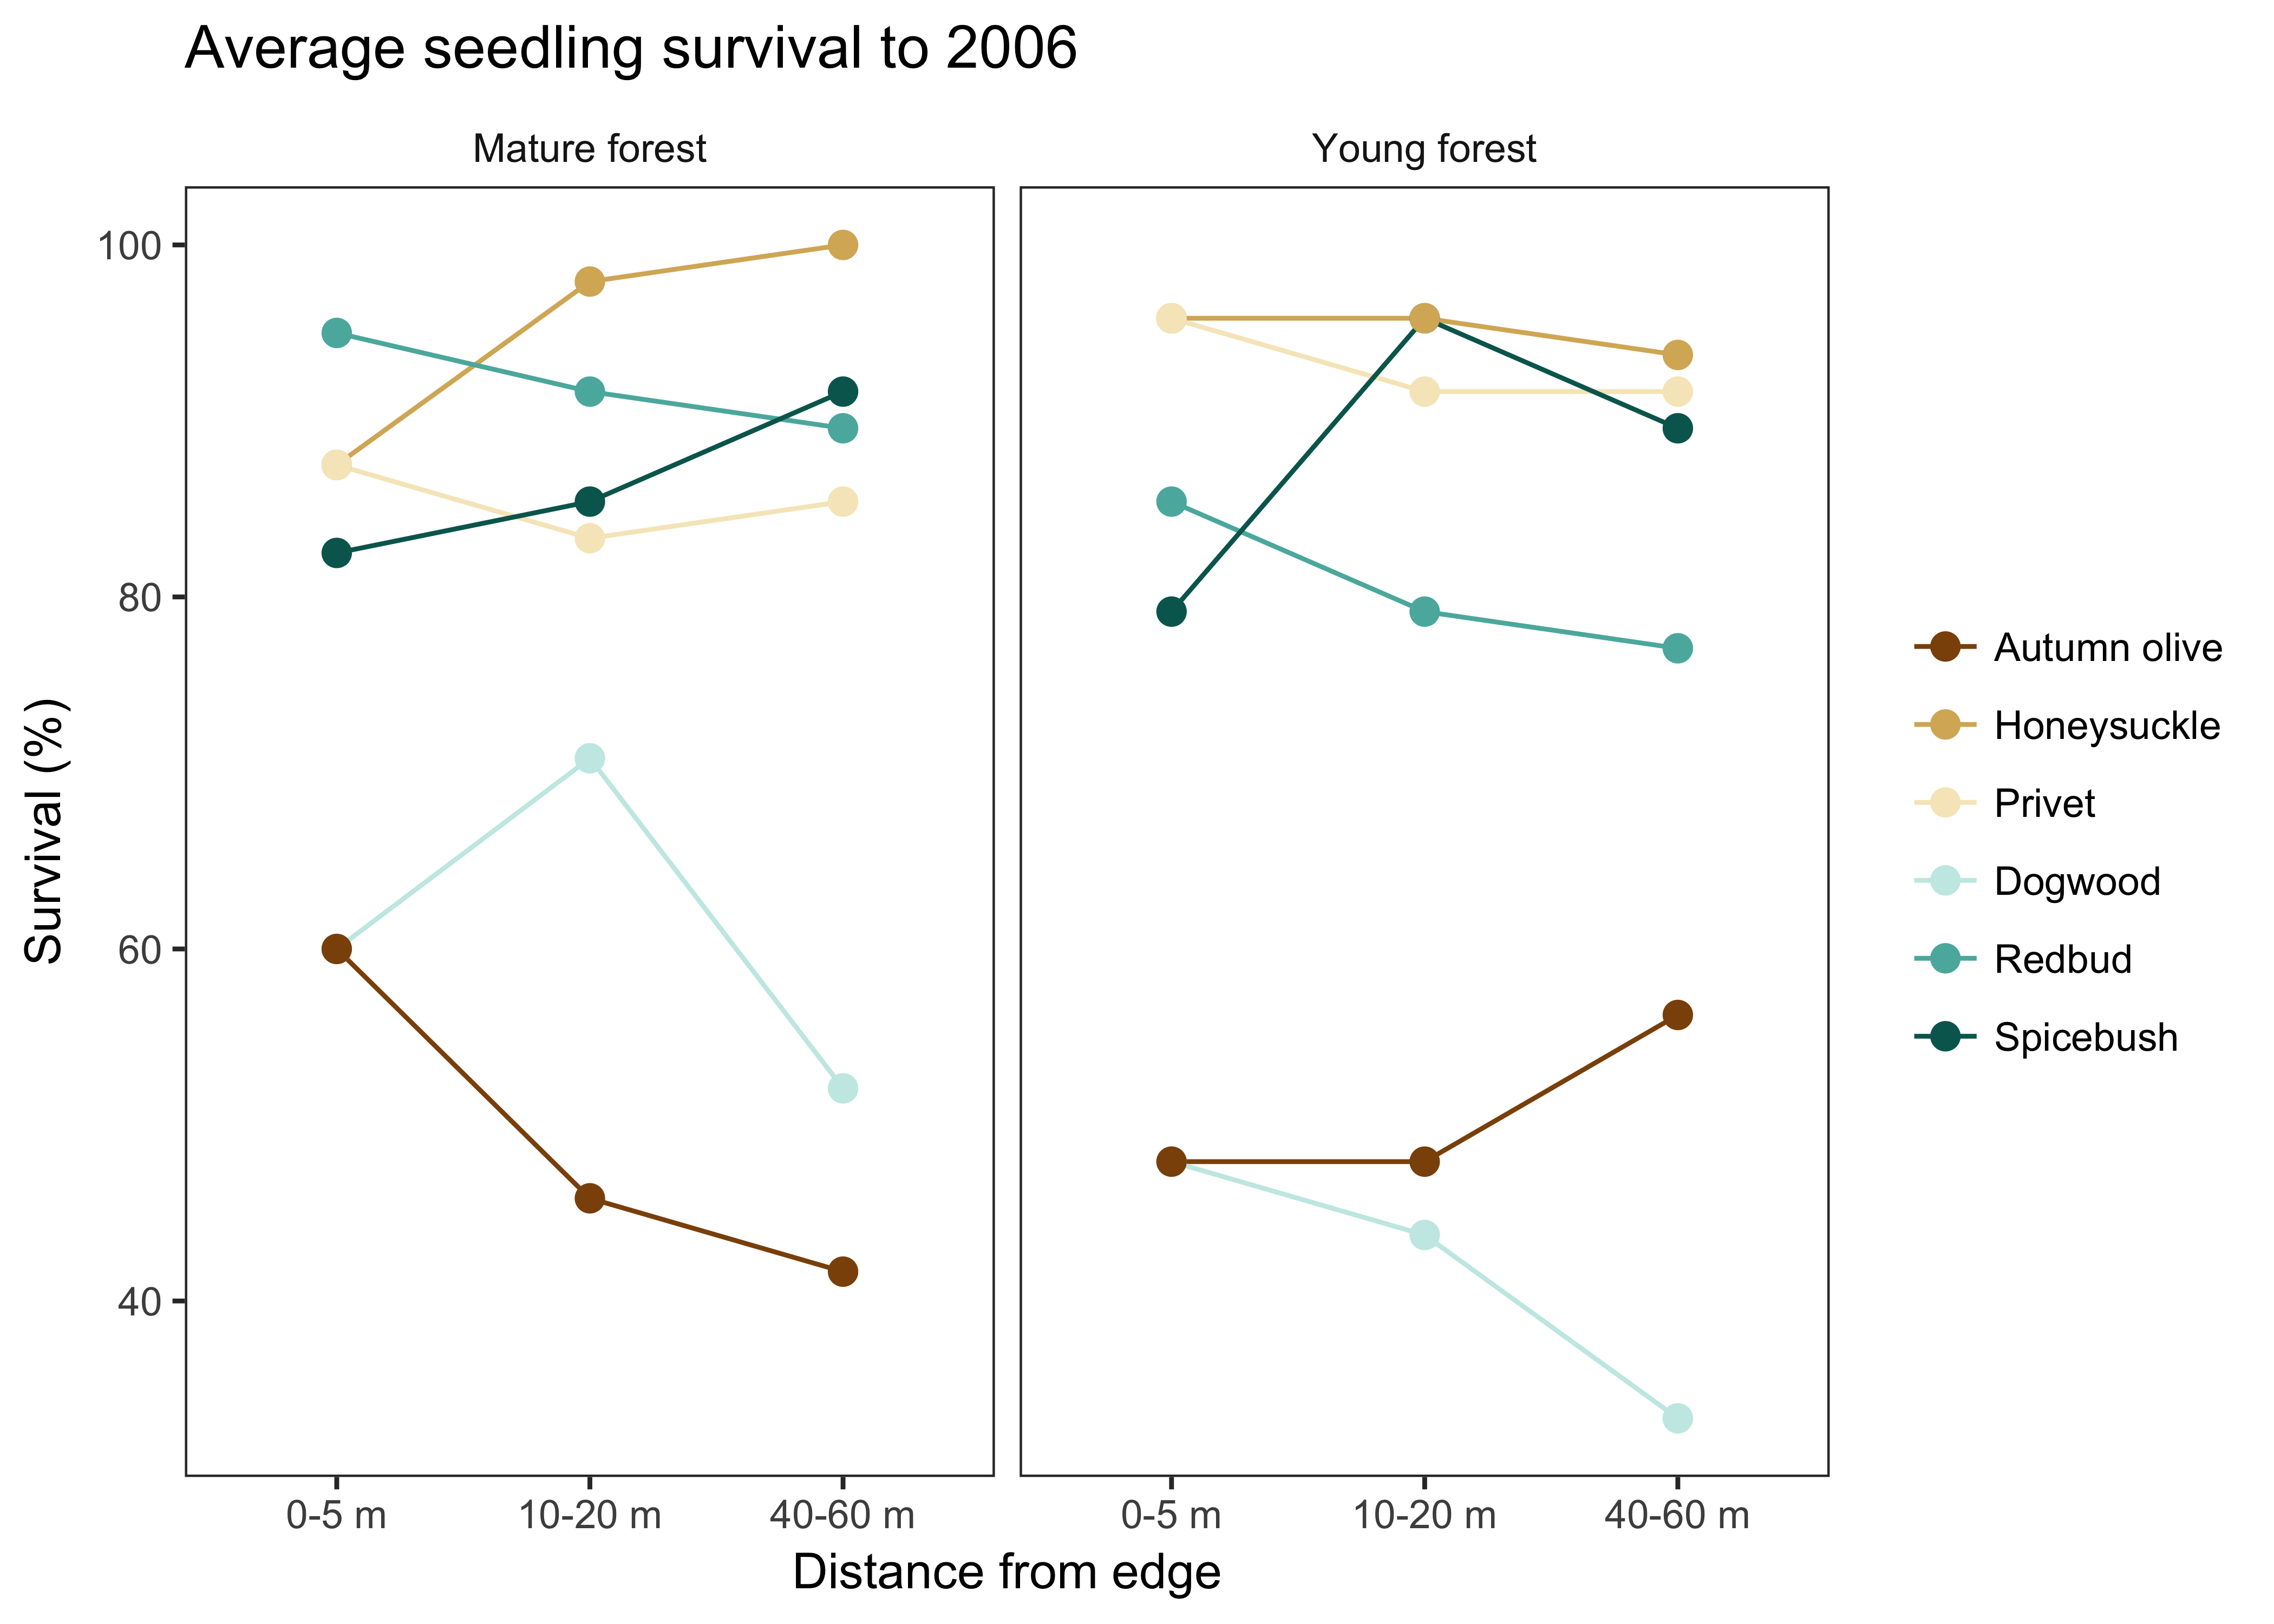 Average seedling survival to 2006
Mature forest
Young forest
Survival (%)
100
80
60
40
0-5 m
10-20 m
40-60 m
0-5 m
10-20 m
40-60 m
Distance from edge
Autumn olive
Honeysuckle
Privet
Dogwood
Redbud
Spicebush